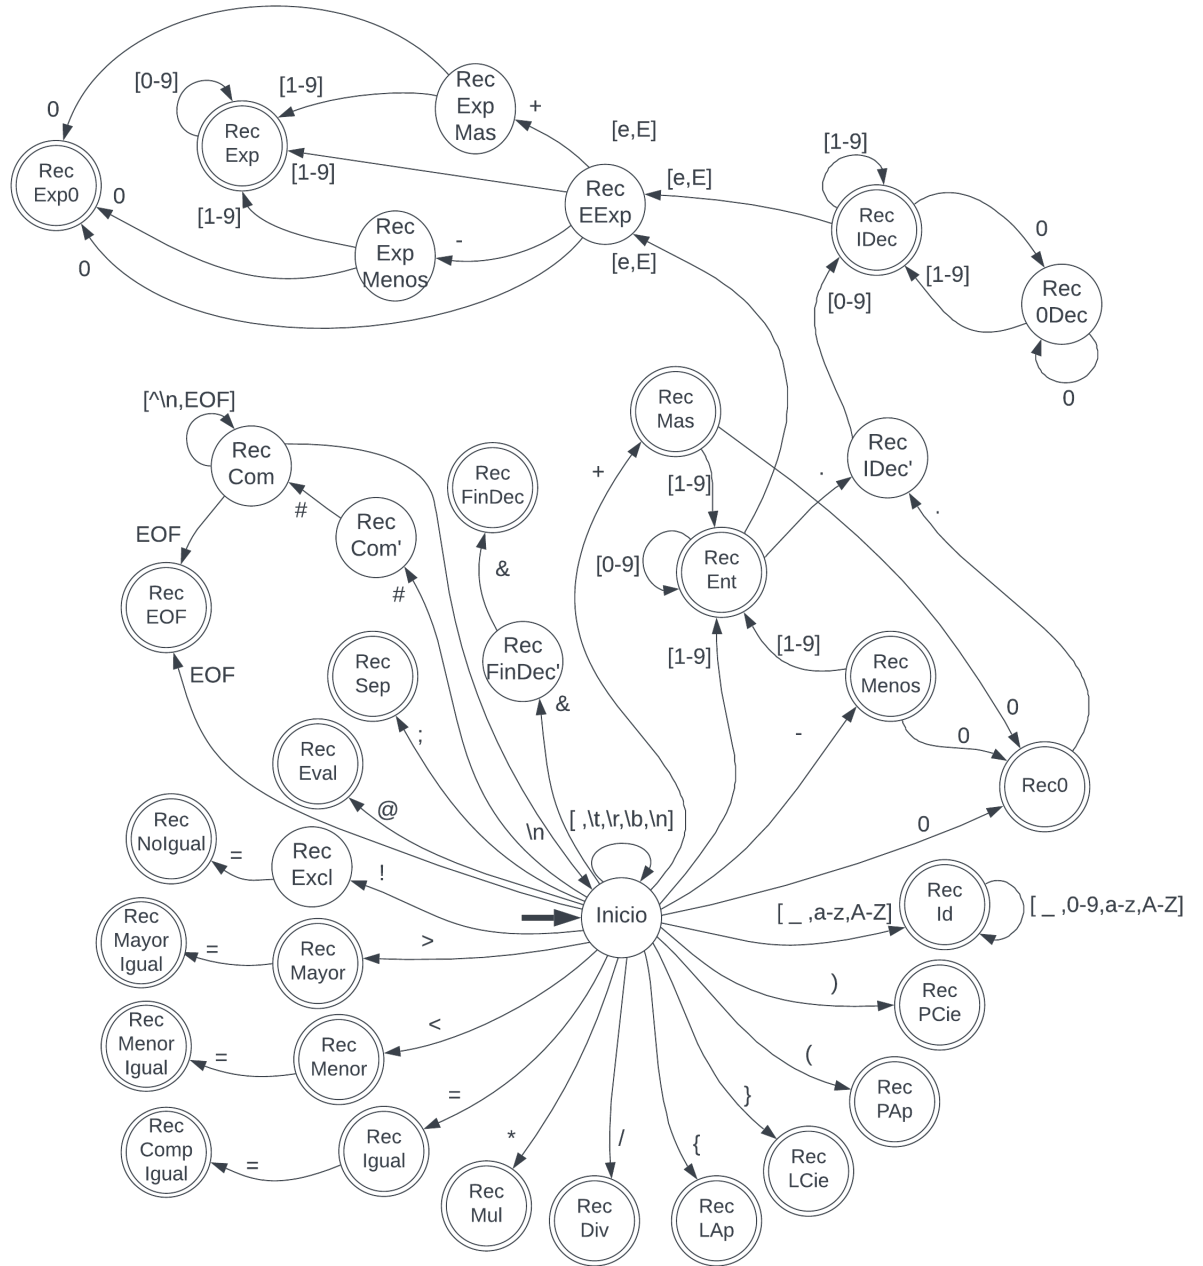 Rec
Exp
Mas
[0-9]
[1-9]
+
0
[e,E]
Rec
Exp
[1-9]
[1-9]
Rec
Exp0
0
[1-9]
Rec
EExp
[e,E]
Rec
IDec
0
Rec
Exp
Menos
-
0
[e,E]
[1-9]
Rec
0Dec
[0-9]
0
[^\n,EOF]
Rec
Com
Rec
Mas
Rec
IDec'
+
.
[1-9]
.
Rec
FinDec
#
Rec
Com'
EOF
&
[0-9]
Rec
Ent
#
Rec
EOF
Rec
FinDec'
[1-9]
[1-9]
Rec
Menos
EOF
Rec
Sep
&
0
;
-
0
Rec
Eval
Rec0
@
\n
[ ,\t,\r,\b,\n]
0
Rec
NoIgual
=
Rec
Excl
!
Inicio
[ _ ,a-z,A-Z]
Rec
Id
[ _ ,0-9,a-z,A-Z]
Rec
Mayor
Igual
=
Rec
Mayor
>
)
Rec
PCie
Rec
Menor
Igual
=
Rec
Menor
<
(
Rec
PAp
Rec
Comp
Igual
=
Rec
Igual
=
}
Rec
LCie
*
Rec
Mul
/
Rec
Div
{
Rec
LAp